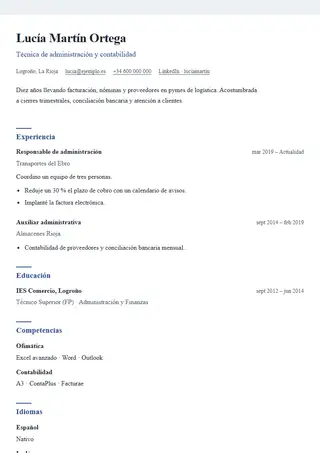 Lucía Martín Ortega
Técnica de administración y contabilidad
Logroño, La Rioja lucia@ejemplo.es +34 600 000 000 LinkedIn · luciamartin
Diez años llevando facturación, nóminas y proveedores en pymes de logística. Acostumbrada
a cierres trimestrales, conciliación bancaria y atención a clientes.
Experiencia
Responsable de administración mar 2019 – Actualidad
Transportes del Ebro
Coordino un equipo de tres personas.
• Reduje un 30 % el plazo de cobro con un calendario de avisos.
• Implanté la factura electrónica.
Auxiliar administrativa sept 2014 – feb 2019
Almacenes Rioja
• Contabilidad de proveedores y conciliación bancaria mensual.
Educación
IES Comercio, Logroño sept 2012 – jun 2014
Técnico Superior (FP) · Administración y Finanzas
Competencias
Ofimática
Excel avanzado · Word · Outlook
Contabilidad
A3 · ContaPlus · Facturae
Idiomas
Español
Nativo